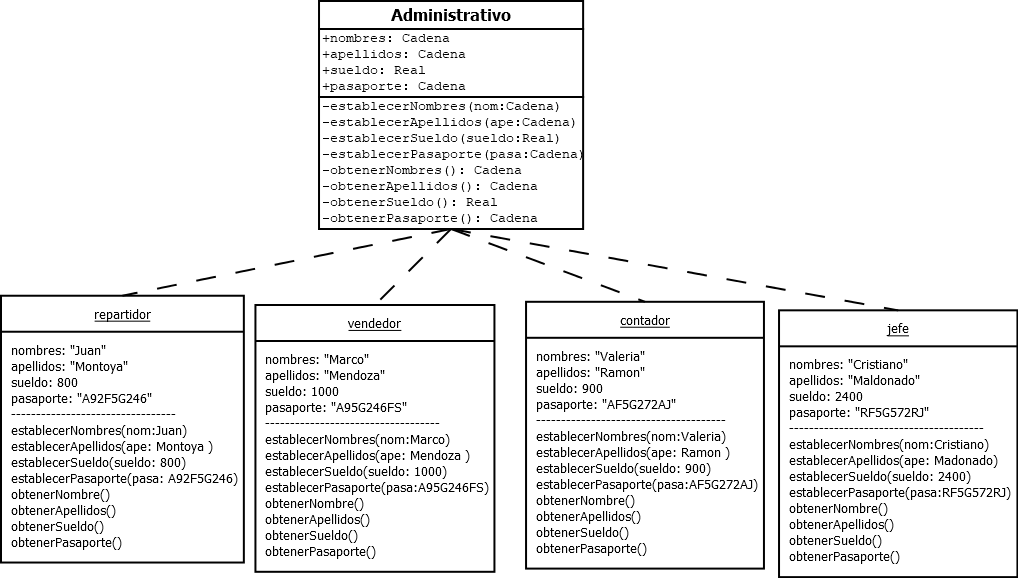 Administrativo
+nombres: Cadena
+apellidos: Cadena
+sueldo: Real
+pasaporte: Cadena
-establecerNombres(nom:Cadena)
-establecerApellidos(ape:Cadena)
-establecerSueldo(sueldo:Real)
-establecerPasaporte(pasa:Cadena)
-obtenerNombres(): Cadena
-obtenerApellidos(): Cadena
-obtenerSueldo(): Real
-obtenerPasaporte(): Cadena
repartidor
nombres: "Juan"
apellidos: "Montoya"
sueldo: 800
pasaporte: "A92F5G246"
---------------------------------
establecerNombres(nom:Juan)
establecerApellidos(ape: Montoya )
establecerSueldo(sueldo: 800)
establecerPasaporte(pasa: A92F5G246)
obtenerNombre()
obtenerApellidos()
obtenerSueldo()
obtenerPasaporte()
vendedor
nombres: "Marco"
apellidos: "Mendoza"
sueldo: 1000
pasaporte: "A95G246FS"
-----------------------------------
establecerNombres(nom:Marco)
establecerApellidos(ape: Mendoza )
establecerSueldo(sueldo: 1000)
establecerPasaporte(pasa:A95G246FS)
obtenerNombre()
obtenerApellidos()
obtenerSueldo()
obtenerPasaporte()
contador
nombres: "Valeria"
apellidos: "Ramon"
sueldo: 900
pasaporte: "AF5G272AJ"
--------------------------------------
establecerNombres(nom:Valeria)
establecerApellidos(ape: Ramon )
establecerSueldo(sueldo: 900)
establecerPasaporte(pasa:AF5G272AJ)
obtenerNombre()
obtenerApellidos()
obtenerSueldo()
obtenerPasaporte()
jefe
nombres: "Cristiano"
apellidos: "Maldonado"
sueldo: 2400
pasaporte: "RF5G572RJ"
---------------------------------------
establecerNombres(nom:Cristiano)
establecerApellidos(ape: Madonado)
establecerSueldo(sueldo: 2400)
establecerPasaporte(pasa:RF5G572RJ)
obtenerNombre()
obtenerApellidos()
obtenerSueldo()
obtenerPasaporte()